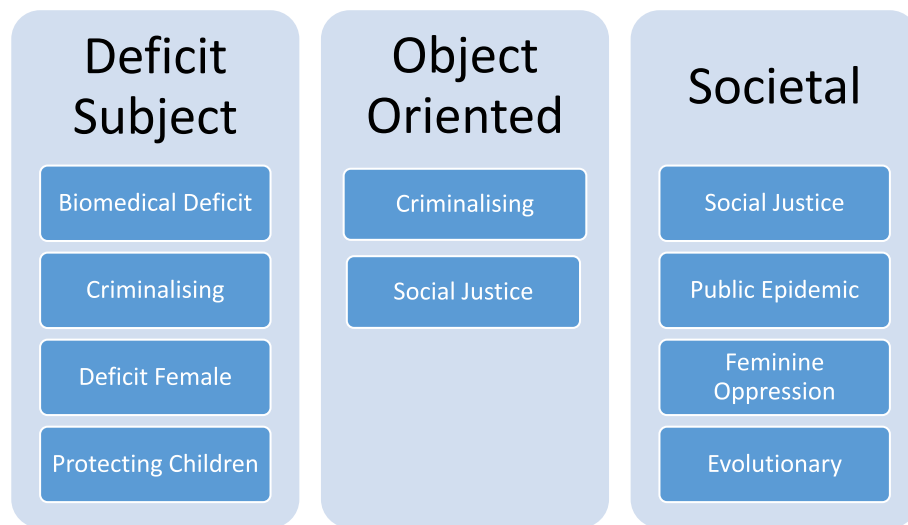 Deficit
Subject
Biomedical Deficit
Criminalising
Deficit Female
Protecting Children
Object
Oriented
Criminalising
Social Justice
Societal
Social Justice
Public Epidemic
Feminine
Oppression
Evolutionary